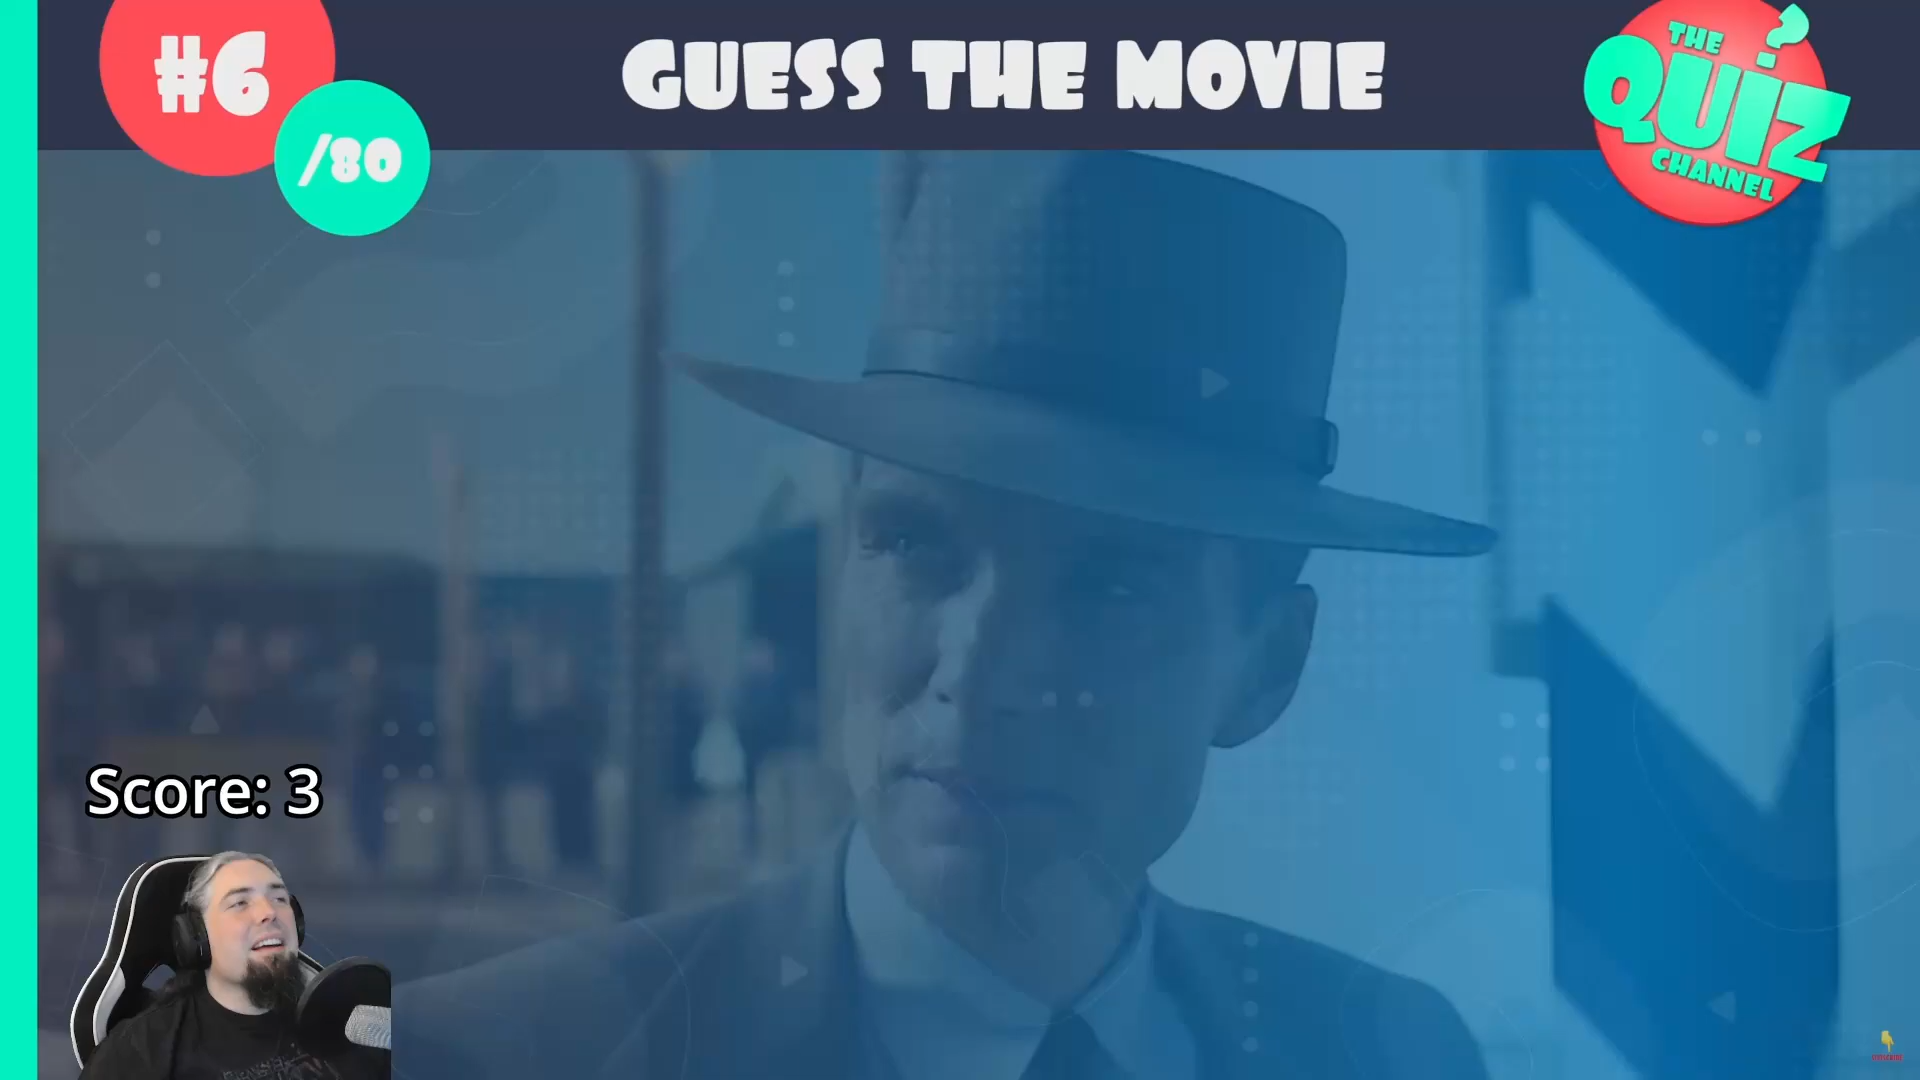 #6
/80
GUESS THE MOVIE
THE
QUIZ
CHANNEL
Score: 3